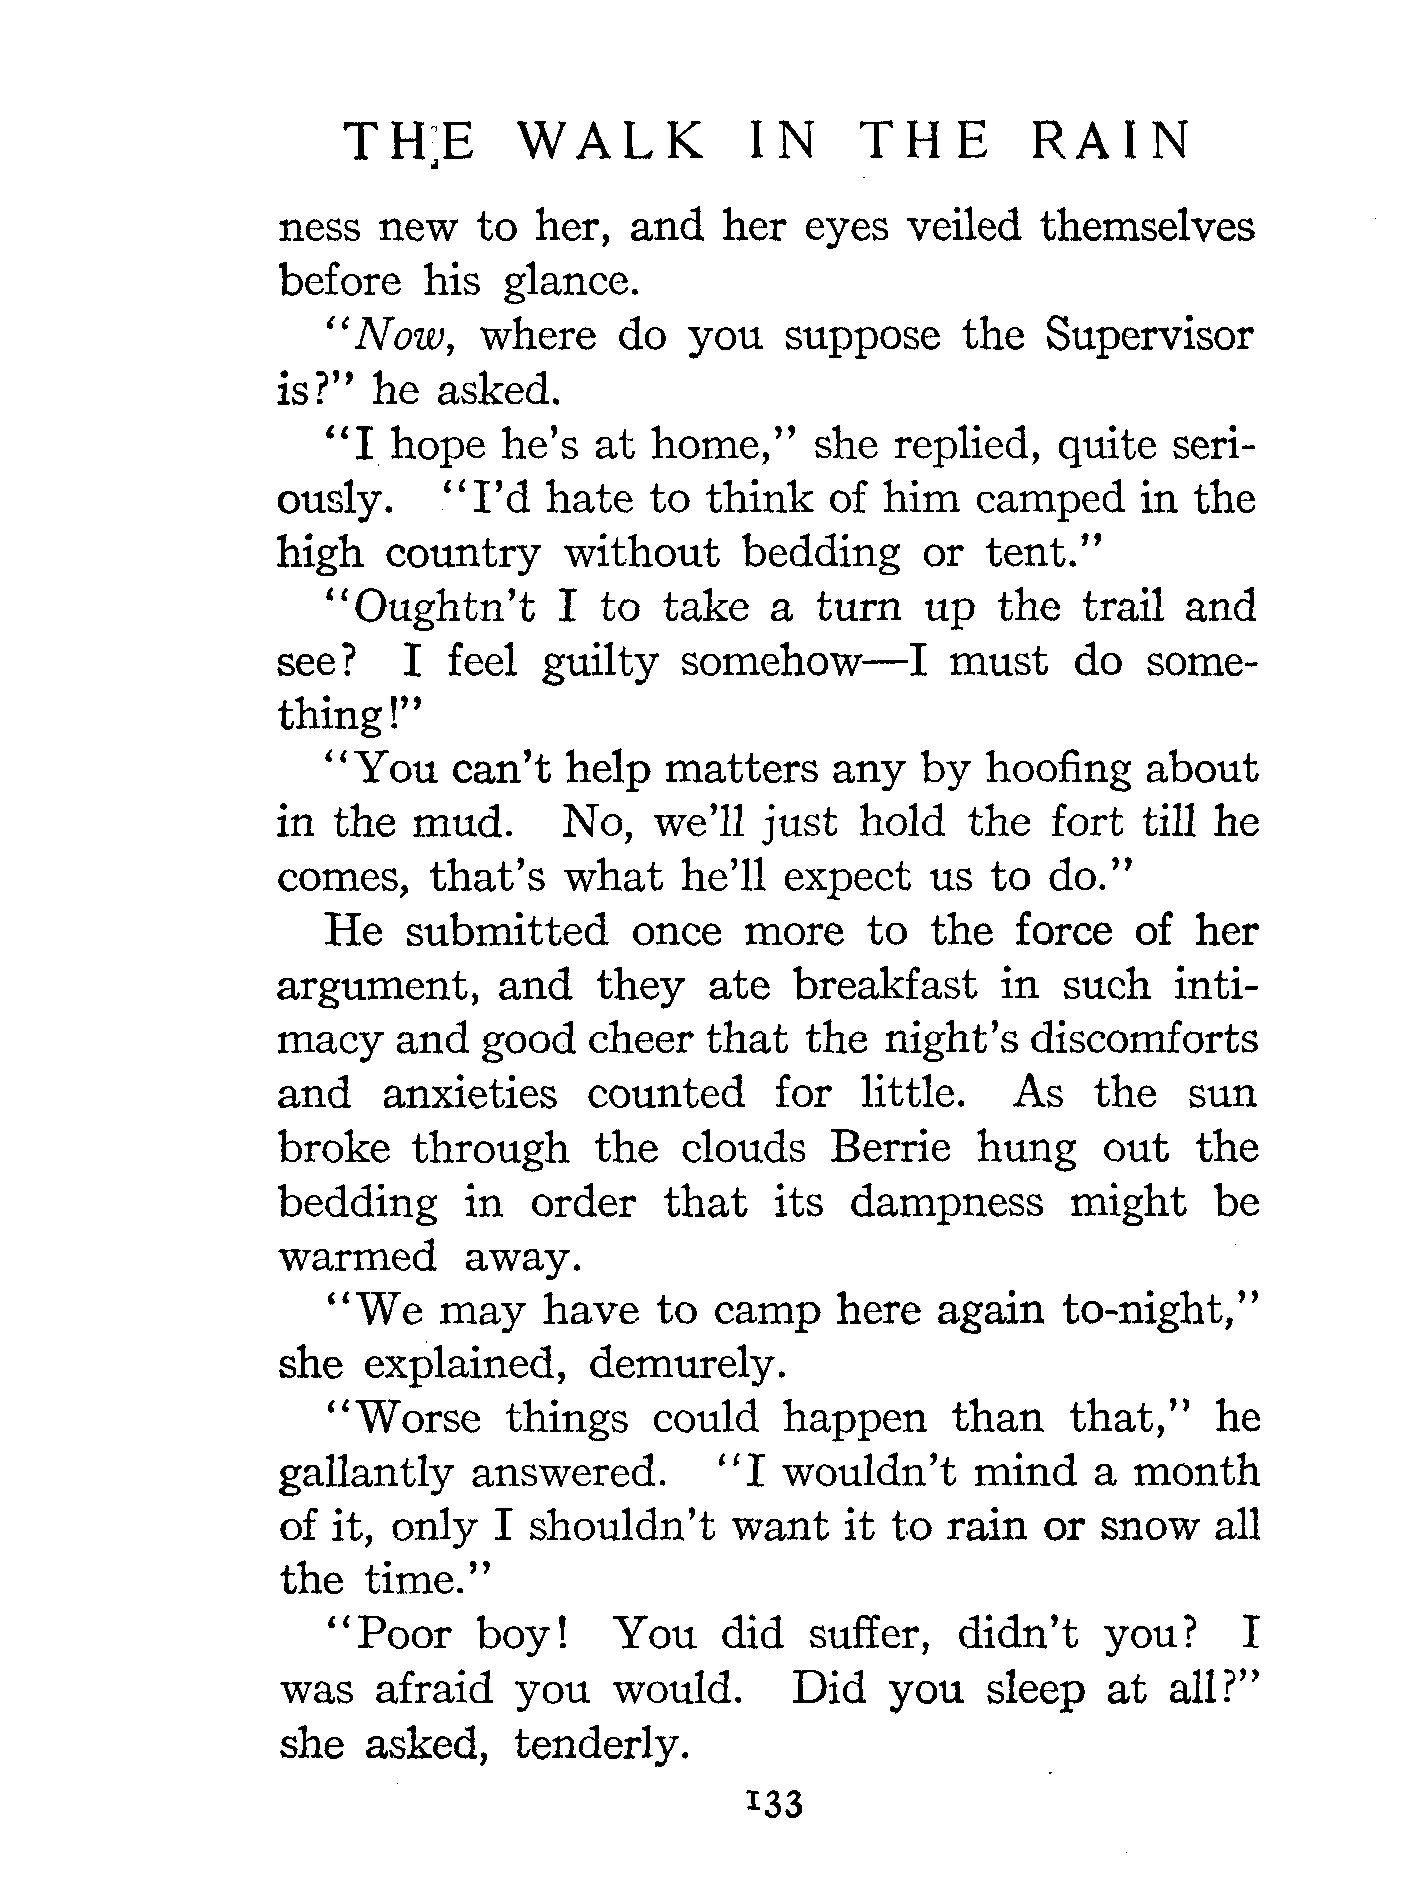 THE WALK IN THE RAIN
ness new to her, and her eyes veiled themselves
before his glance.
"Now, where do you suppose the Supervisor
is?" he asked.
"I hope he's at home," she replied, quite seri-
ously. "I'd hate to think of him camped in the
high country without bedding or tent."
"Oughtn't I to take a turn up the trail and
see? I feel guilty somehow—I must do some-
thing!"
"You can't help matters any by hoofing about
in the mud. No, we'll just hold the fort till he
comes, that's what he'll expect us to do."
He submitted once more to the force of her
argument, and they ate breakfast in such inti-
macy and good cheer that the night's discomforts
and anxieties counted for little. As the sun
broke through the clouds Berrie hung out the
bedding in order that its dampness might be
warmed away.
"We may have to camp here again to-night,"
she explained, demurely.
"Worse things could happen than that," he
gallantly answered. "I wouldn't mind a month
of it, only I shouldn't want it to rain or snow all
the time."
"Poor boy! You did suffer, didn't you? I
was afraid you would. Did you sleep at all?"
she asked, tenderly.
133